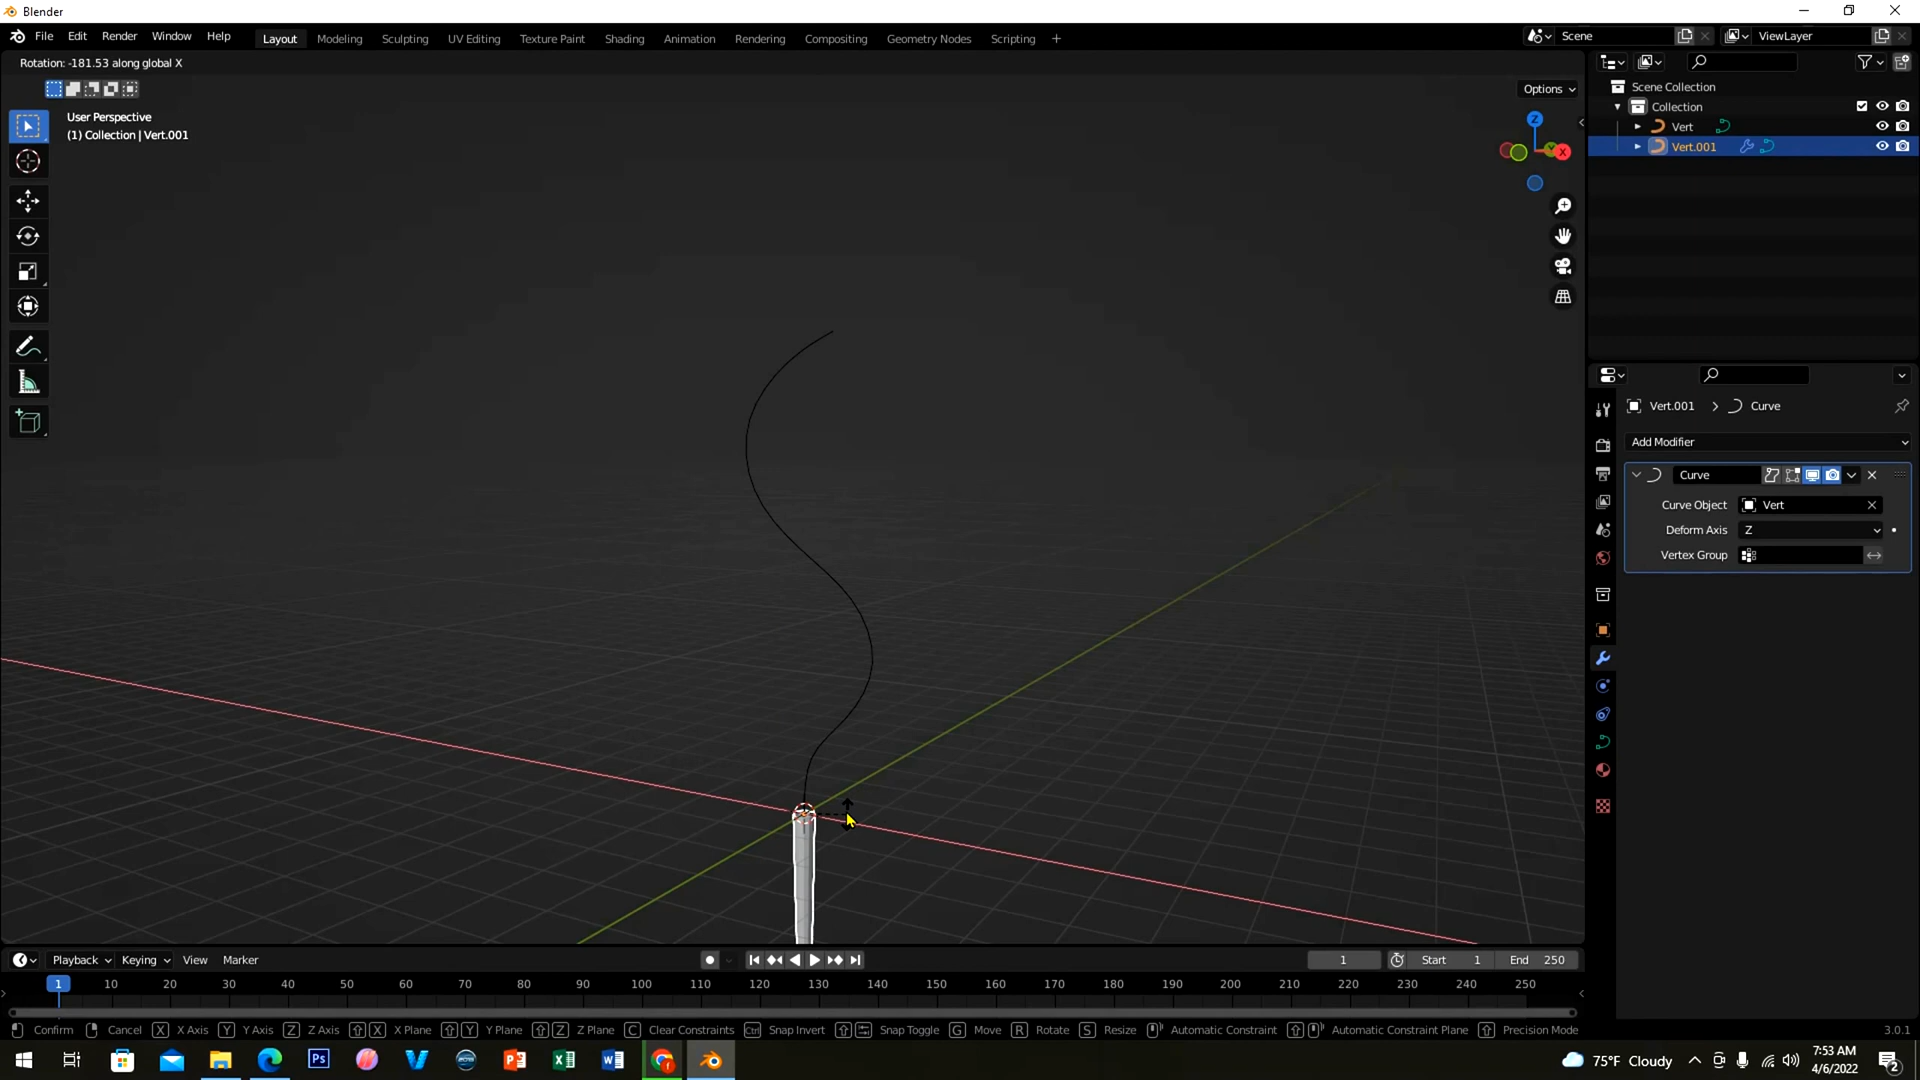 Blender
File Edit Render Window Help Layout Modeling Sculpting UV Editing Texture Paint Shading Animation Rendering Compositing Geometry Nodes Scripting + Scene ViewLayer
Rotation: -181.53 along global X
Options
User Perspective
(1) Collection | Vert.001
Z
Y
X
Scene Collection
Collection
Vert
Vert.001
Vert.001 > Curve
Add Modifier
Curve
Curve Object Vert
Deform Axis Z
Vertex Group
Playback Keying View Marker 1 Start 1 End 250
1 10 20 30 40 50 60 70 80 90 100 110 120 130 140 150 160 170 180 190 200 210 220 230 240 250
Confirm Cancel X X Axis Y Y Axis Z Z Axis X X Plane Y Y Plane Z Z Plane C Clear Constraints Ctrl Snap Invert Snap Toggle G Move R Rotate S Resize Automatic Constraint Automatic Constraint Plane Precision Mode 3.0.1
75°F Cloudy
7:53 AM
4/6/2022
2